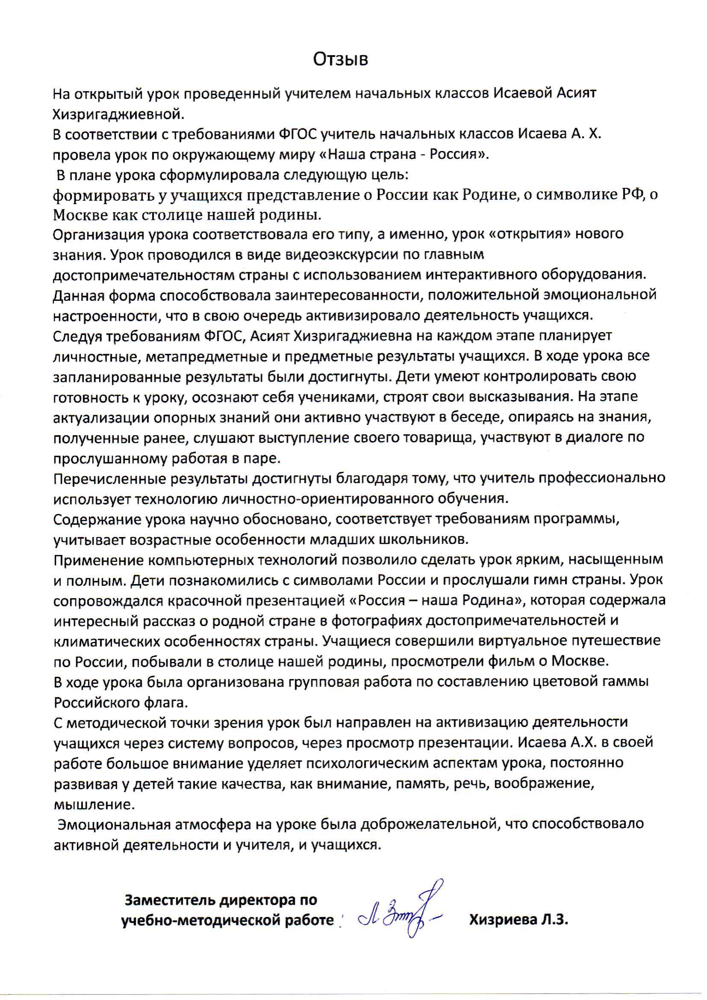 Отзыв
На открытый урок проведенный учителем начальных классов Исаевой Асият
Хизригаджиевной.
В соответствии с требованиями ФГОС учитель начальных классов Исаева А. Х.
провела урок по окружающему миру «Наша страна - Россия».
В плане урока сформулировала следующую цель:
формировать у учащихся представление о России как Родине, о символике РФ, о
Москве как столице нашей родины.
Организация урока соответствовала его типу, а именно, урок «открытия» нового
знания. Урок проводился в виде видеоэкскурсии по главным
достопримечательностям страны с использованием интерактивного оборудования.
Данная форма способствовала заинтересованности, положительной эмоциональной
настроенности, что в свою очередь активизировало деятельность учащихся.
Следуя требованиям ФГОС, Асият Хизригаджиевна на каждом этапе планирует
личностные, метапредметные и предметные результаты учащихся. В ходе урока все
запланированные результаты были достигнуты. Дети умеют контролировать свою
готовность к уроку, осознают себя учениками, строят свои высказывания. На этапе
актуализации опорных знаний они активно участвуют в беседе, опираясь на знания,
полученные ранее, слушают выступление своего товарища, участвуют в диалоге по
прослушанному работая в паре.
Перечисленные результаты достигнуты благодаря тому, что учитель профессионально
использует технологию личностно-ориентированного обучения.
Содержание урока научно обосновано, соответствует требованиям программы,
учитывает возрастные особенности младших школьников.
Применение компьютерных технологий позволило сделать урок ярким, насыщенным
и полным. Дети познакомились с символами России и прослушали гимн страны. Урок
сопровождался красочной презентацией «Россия – наша Родина», которая содержала
интересный рассказ о родной стране в фотографиях достопримечательностей и
климатических особенностях страны. Учащиеся совершили виртуальное путешествие
по России, побывали в столице нашей родины, просмотрели фильм о Москве.
В ходе урока была организована групповая работа по составлению цветовой гаммы
Российского флага.
С методической точки зрения урок был направлен на активизацию деятельности
учащихся через систему вопросов, через просмотр презентации. Исаева А.Х. в своей
работе большое внимание уделяет психологическим аспектам урока, постоянно
развивая у детей такие качества, как внимание, память, речь, воображение,
мышление.
Эмоциональная атмосфера на уроке была доброжелательной, что способствовало
активной деятельности и учителя, и учащихся.
Заместитель директора по
учебно-методической работе : Хизриева Л.З.